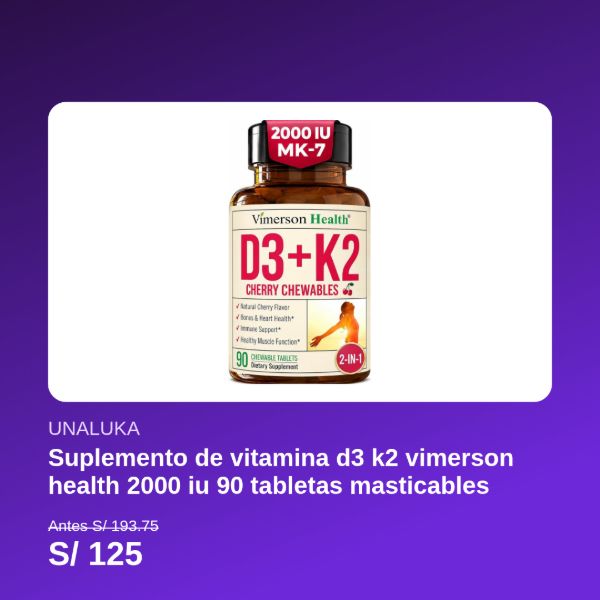 2000 IU
MK-7
Vimerson Health®
D3+K2
CHERRY CHEWABLES
✓ Natural Cherry Flavor
✓ Bones & Heart Health*
✓ Immune Support*
✓ Healthy Muscle Function*
90 CHEWABLE TABLETS
Dietary Supplement
2-IN-1
UNALUKA
Suplemento de vitamina d3 k2 vimerson
health 2000 iu 90 tabletas masticables
Antes S/ 193.75
S/ 125